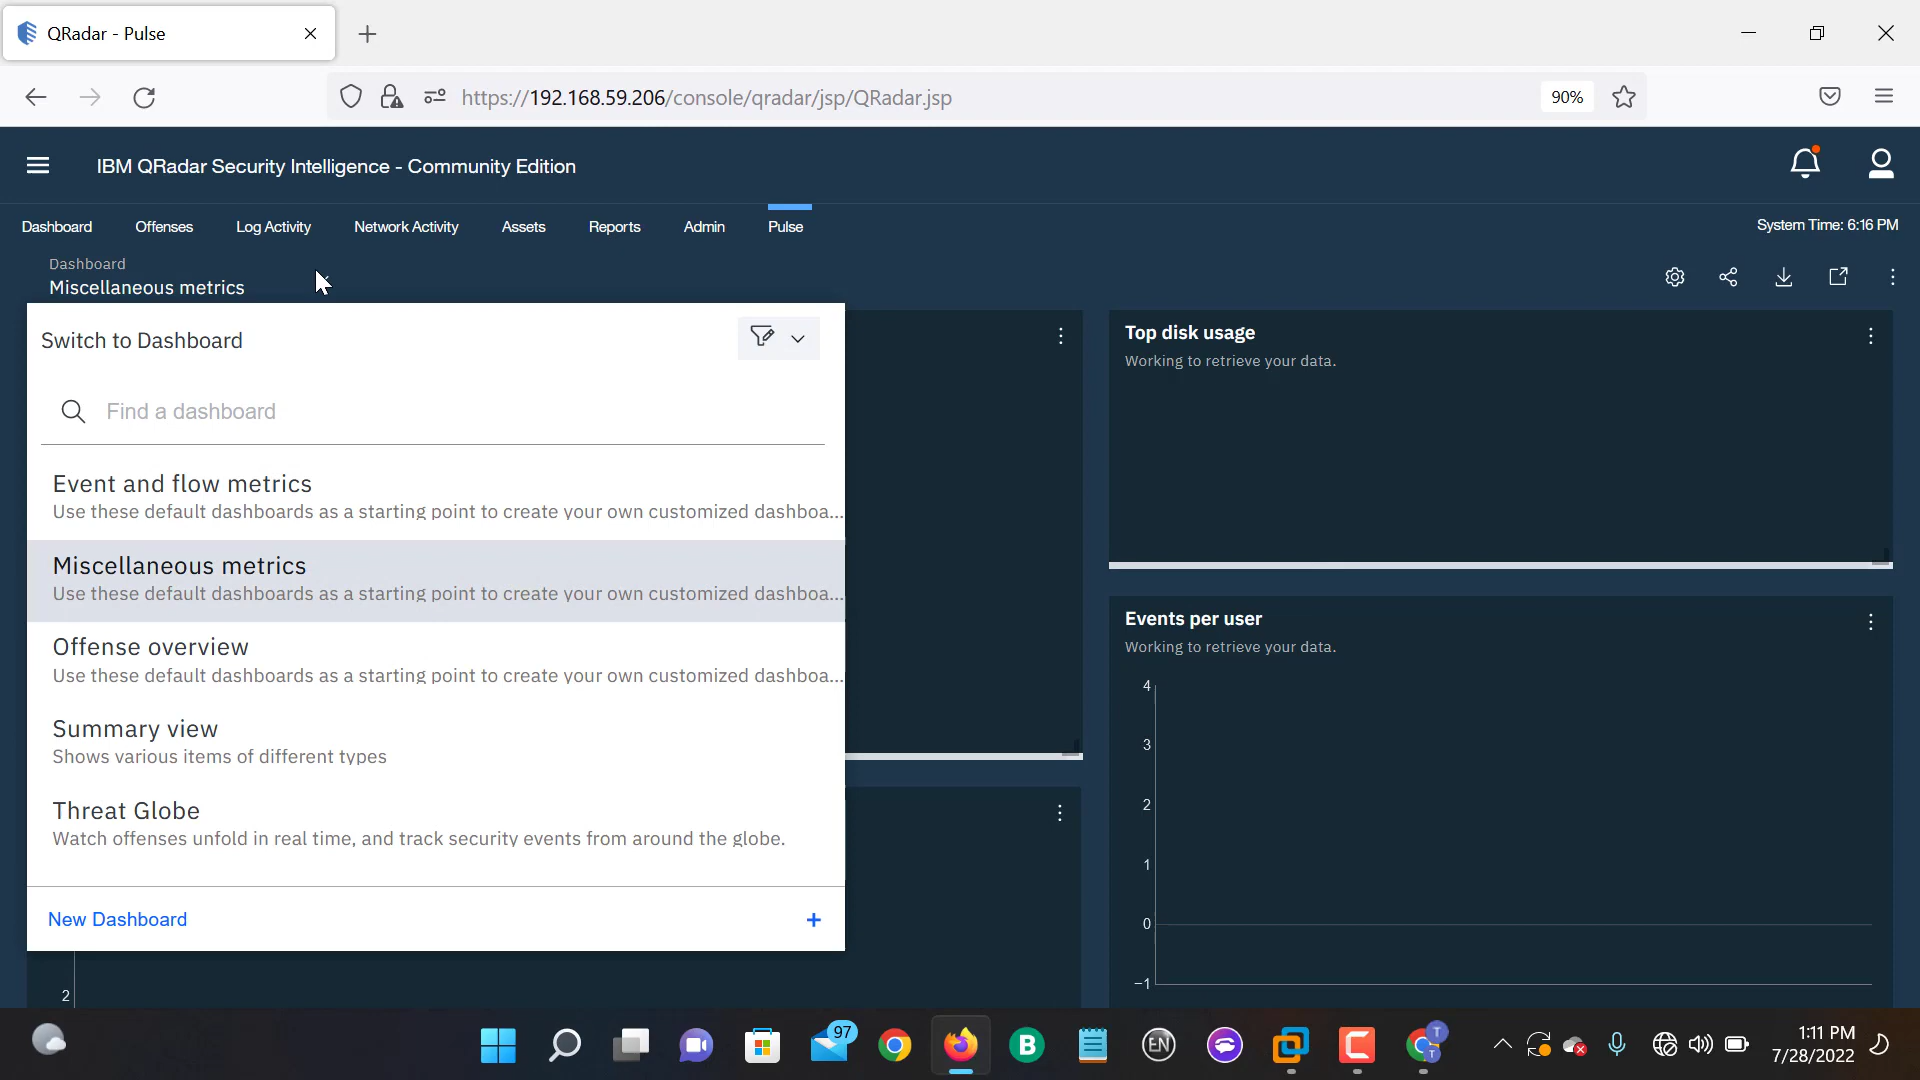 QRadar - Pulse
https://192.168.59.206/console/qradar/jsp/QRadar.jsp
90%
IBM QRadar Security Intelligence - Community Edition
Dashboard Offenses Log Activity Network Activity Assets Reports Admin Pulse
System Time: 6:16 PM
Dashboard
Miscellaneous metrics
Switch to Dashboard
Find a dashboard
Event and flow metrics
Use these default dashboards as a starting point to create your own customized dashboa...
Miscellaneous metrics
Use these default dashboards as a starting point to create your own customized dashboa...
Offense overview
Use these default dashboards as a starting point to create your own customized dashboa...
Summary view
Shows various items of different types
Threat Globe
Watch offenses unfold in real time, and track security events from around the globe.
New Dashboard +
2
Top disk usage
Working to retrieve your data.
Events per user
Working to retrieve your data.
4
3
2
1
0
-1
97
B
EN
T
T
1:11 PM
7/28/2022